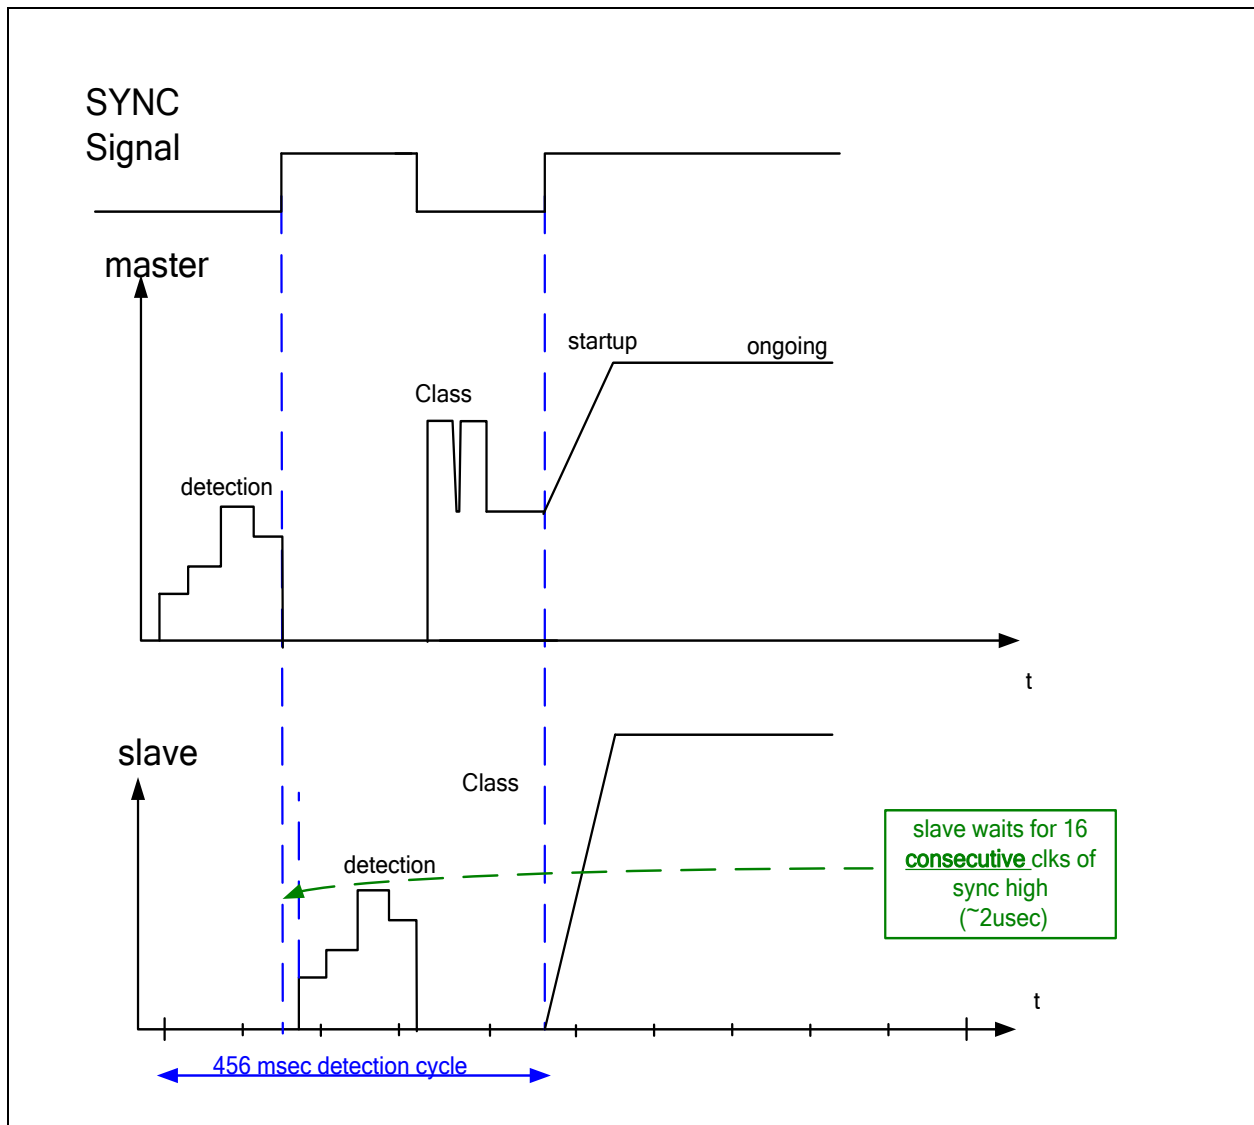 SYNC
Signal
master
startup
ongoing
Class
detection
t
slave
Class
slave waits for 16
consecutive clks of
sync high
(~2usec)
detection
t
456 msec detection cycle